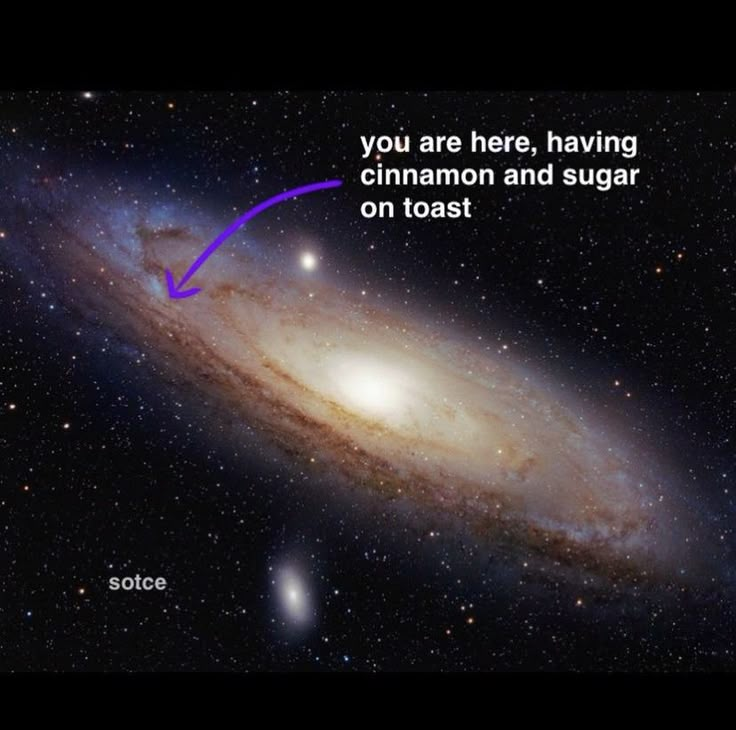 you are here, having
cinnamon and sugar
on toast
sotce